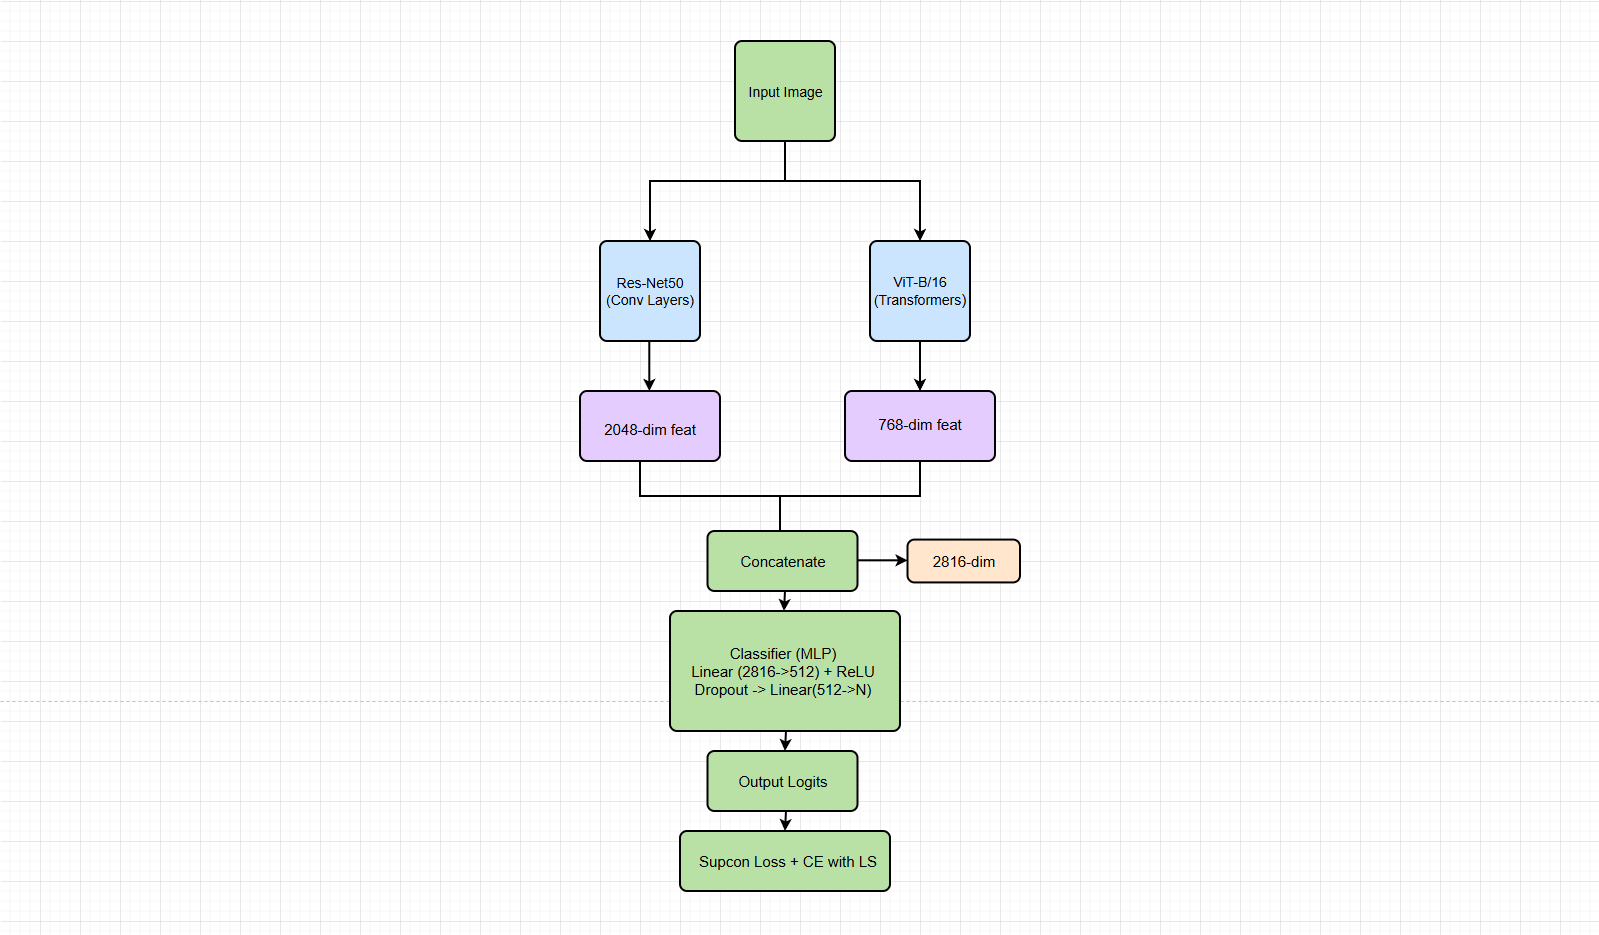 Input Image
Res-Net50
(Conv Layers)
ViT-B/16
(Transformers)
2048-dim feat
768-dim feat
Concatenate
2816-dim
Classifier (MLP)
Linear (2816->512) + ReLU
Dropout -> Linear(512->N)
Output Logits
Supcon Loss + CE with LS